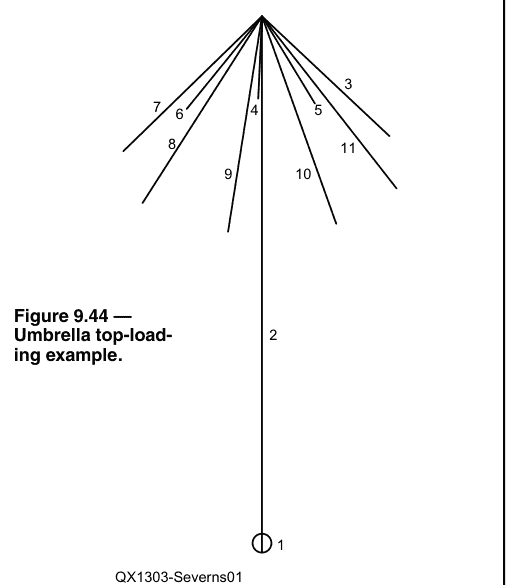 3
7
4
5
6
8
11
9
10
Figure 9.44 —
Umbrella top-load-
ing example.
2
1
QX1303-Severns01